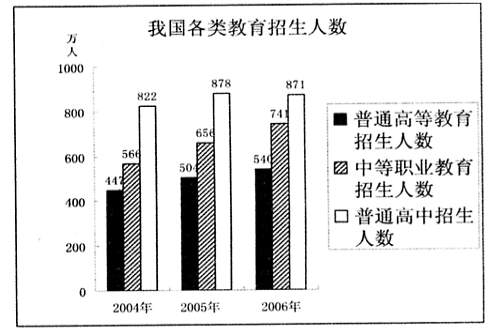 我国各类教育招生人数
万
人
1000
800
600
400
200
0
447
566
822
504
656
878
540
741
871
2004年
2005年
2006年
普通高等教育
招生人数
中等职业教育
招生人数
普通高中招生
人数